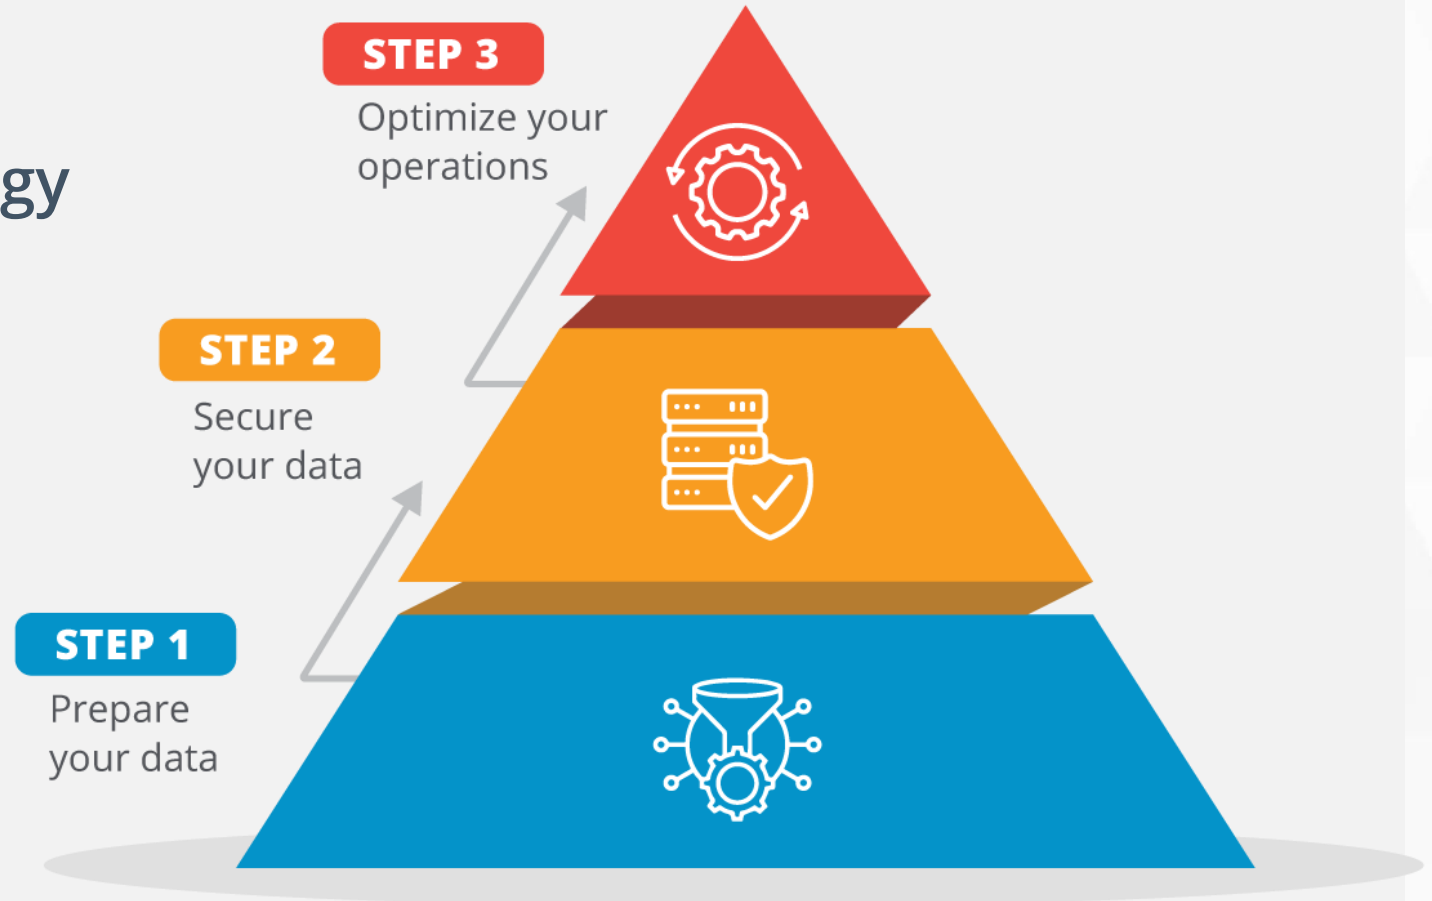 STEP 3
Optimize your
operations
gy
STEP 2
Secure
your data
STEP 1
Prepare
your data